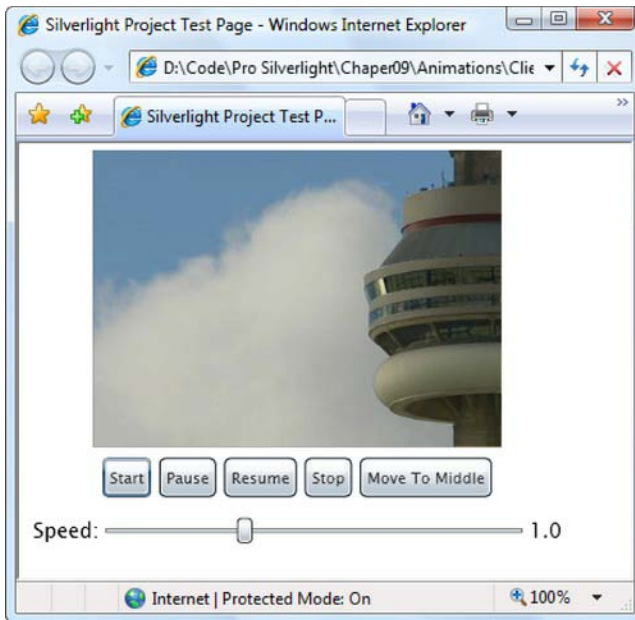 Silverlight Project Test Page - Windows Internet Explorer
D:\Code\Pro Silverlight\Chaper09\Animations\Clie
Silverlight Project Test P...
»
Start Pause Resume Stop Move To Middle
Speed: 1.0
Internet | Protected Mode: On 100%